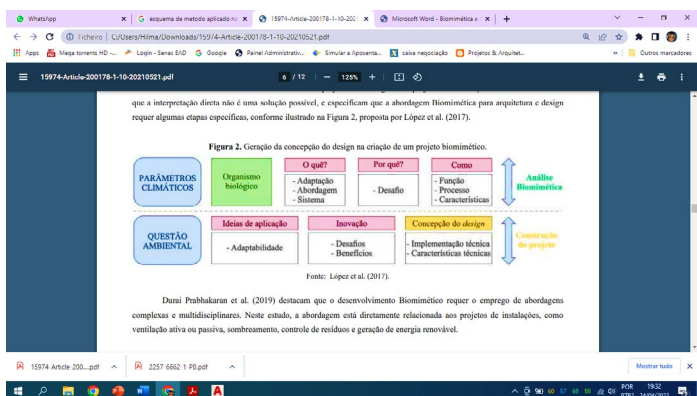 WhatsApp
esquema de metodo aplicado na
15974-Article-200178-1-10-2021
Microsoft Word - Biomimética e A
Ficheiro
C:/Users/Hilma/Downloads/15974-Article-200178-1-10-20210521.pdf
Apps
Mega torrents HD -...
Login - Senac EAD
Google
Painel Administrativ...
Simular a Aposenta...
caixa negociação
Projetos & Arquitet...
Outros marcadores
15974-Article-200178-1-10-20210521.pdf
6 / 12
125%
que a interpretação direta não é uma solução possível, e especificam que a abordagem Biomimética para arquitetura e design
requer algumas etapas específicas, conforme ilustrado na Figura 2, proposta por López et al. (2017).
Figura 2. Geração da concepção do design na criação de um projeto biomimético.
PARÂMETROS
CLIMÁTICOS
Organismo
biológico
O quê?
- Adaptação
- Abordagem
- Sistema
Por quê?
- Desafio
Como
- Função
- Processo
- Características
Análise
Biomimética
QUESTÃO
AMBIENTAL
Ideias de aplicação
- Adaptabilidade
Inovação
- Desafios
- Benefícios
Concepção do design
- Implementação técnica
- Características técnicas
Construção
do projeto
Fonte: López et al. (2017).
Durai Prabhakaran et al. (2019) destacam que o desenvolvimento Biomimético requer o emprego de abordagens
complexas e multidisciplinares. Neste estudo, a abordagem está diretamente relacionada aos projetos de instalações, como
ventilação ativa ou passiva, sombreamento, controle de resíduos e geração de energia renovável.
15974 Article 200....pdf
2257-6662-1-PB.pdf
Mostrar tudo
POR
19:32